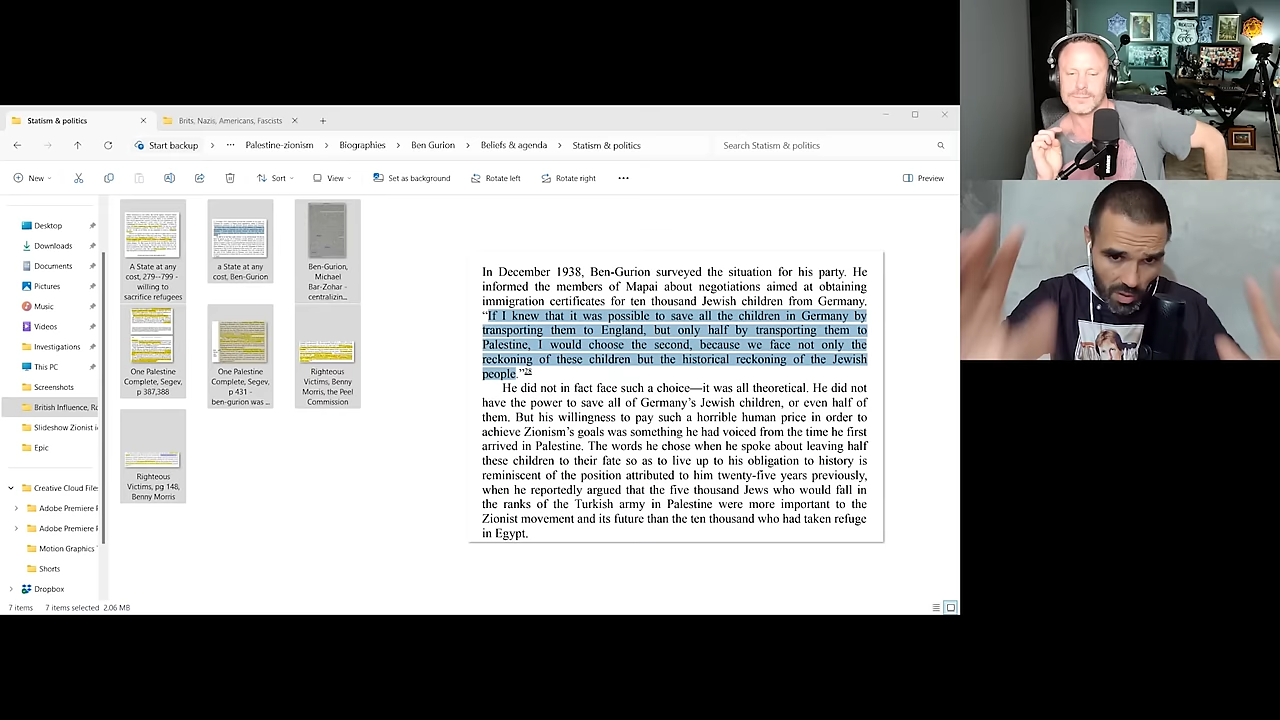 Statism & politics
Brits, Nazis, Americans, Fascists
Start backup
Palestine-zionism
Biographies
Ben Gurion
Beliefs & agenda
Statism & politics
Search Statism & politics
New
Sort
View
Set as background
Rotate left
Rotate right
Preview
Desktop
Downloads
Documents
Pictures
Music
Videos
Investigations
This PC
Screenshots
British Influence, Ru
Slideshow Zionist i
Epic
Creative Cloud File
Adobe Premiere F
Adobe Premiere F
Motion Graphics
Shorts
Dropbox
A State at any
cost, 279--799 -
willing to
sacrifice refugees
a State at any
cost, Ben-Gurion
Ben-Gurion,
Michael
Bar-Zohar -
centralizin...
One Palestine
Complete, Segev,
p 387,388
One Palestine
Complete, Segev,
p 431 -
ben-gurion was ...
Righteous
Victims, Benny
Morris, the Peel
Commission
Righteous
Victims, pg 148,
Benny Morris
In December 1938, Ben-Gurion surveyed the situation for his party. He
informed the members of Mapai about negotiations aimed at obtaining
immigration certificates for ten thousand Jewish children from Germany.
“If I knew that it was possible to save all the children in Germany by
transporting them to England, but only half by transporting them to
Palestine, I would choose the second, because we face not only the
reckoning of these children but the historical reckoning of the Jewish
people.”28
He did not in fact face such a choice—it was all theoretical. He did not
have the power to save all of Germany’s Jewish children, or even half of
them. But his willingness to pay such a horrible human price in order to
achieve Zionism’s goals was something he had voiced from the time he first
arrived in Palestine. The words he chose when he spoke about leaving half
these children to their fate so as to live up to his obligation to history is
reminiscent of the position attributed to him twenty-five years previously,
when he reportedly argued that the five thousand Jews who would fall in
the ranks of the Turkish army in Palestine were more important to the
Zionist movement and its future than the ten thousand who had taken refuge
in Egypt.
7 items
7 items selected
2.06 MB